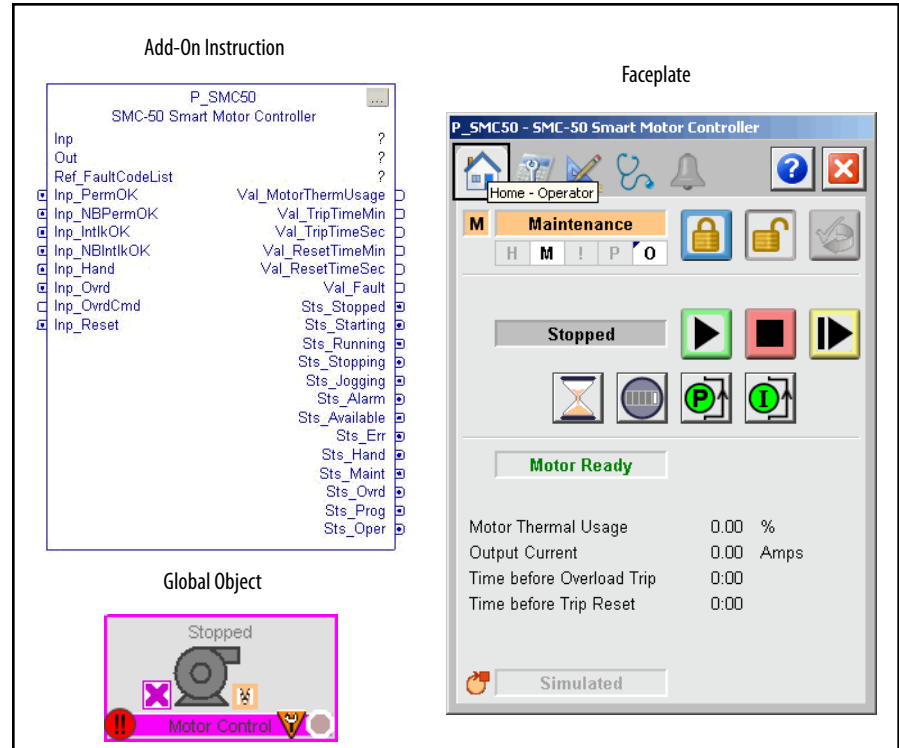 Add-On Instruction
P_SMC50
...
SMC-50 Smart Motor Controller
Inp ?
Out ?
Ref_FaultCodeList ?
Inp_PermOK Val_MotorThermUsage
Inp_NBPermOK Val_TripTimeMin
Inp_IntlkOK Val_TripTimeSec
Inp_NBIntlkOK Val_ResetTimeMin
Inp_Hand Val_ResetTimeSec
Inp_Ovrd Val_Fault
Inp_OvrdCmd Sts_Stopped
Inp_Reset Sts_Starting
Sts_Running
Sts_Stopping
Sts_Jogging
Sts_Alarm
Sts_Available
Sts_Err
Sts_Hand
Sts_Maint
Sts_Ovrd
Sts_Prog
Sts_Oper
Global Object
Stopped
!!
Motor Control
Faceplate
P_SMC50 - SMC-50 Smart Motor Controller
?
Home - Operator
M Maintenance
H M ! P O
Stopped
P I
Motor Ready
Motor Thermal Usage 0.00 %
Output Current 0.00 Amps
Time before Overload Trip 0:00
Time before Trip Reset 0:00
Simulated